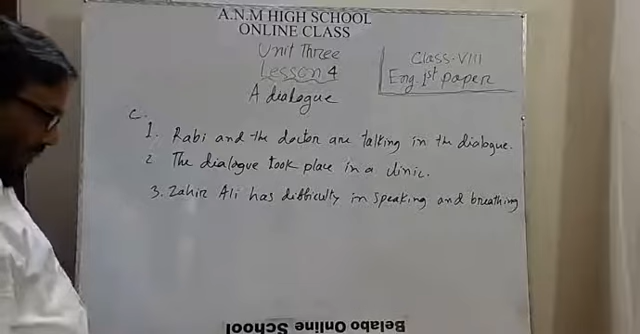 A.N.M HIGH SCHOOL
ONLINE CLASS
Unit Three
Lesson 4
A dialogue
Class-VIII
Eng. 1st paper
C.
1. Rabi and the doctor are talking in the dialogue.
2 The dialogue took place in a clinic.
3. Zahir Ali has difficulty in speaking and breathing
Belabo Online School